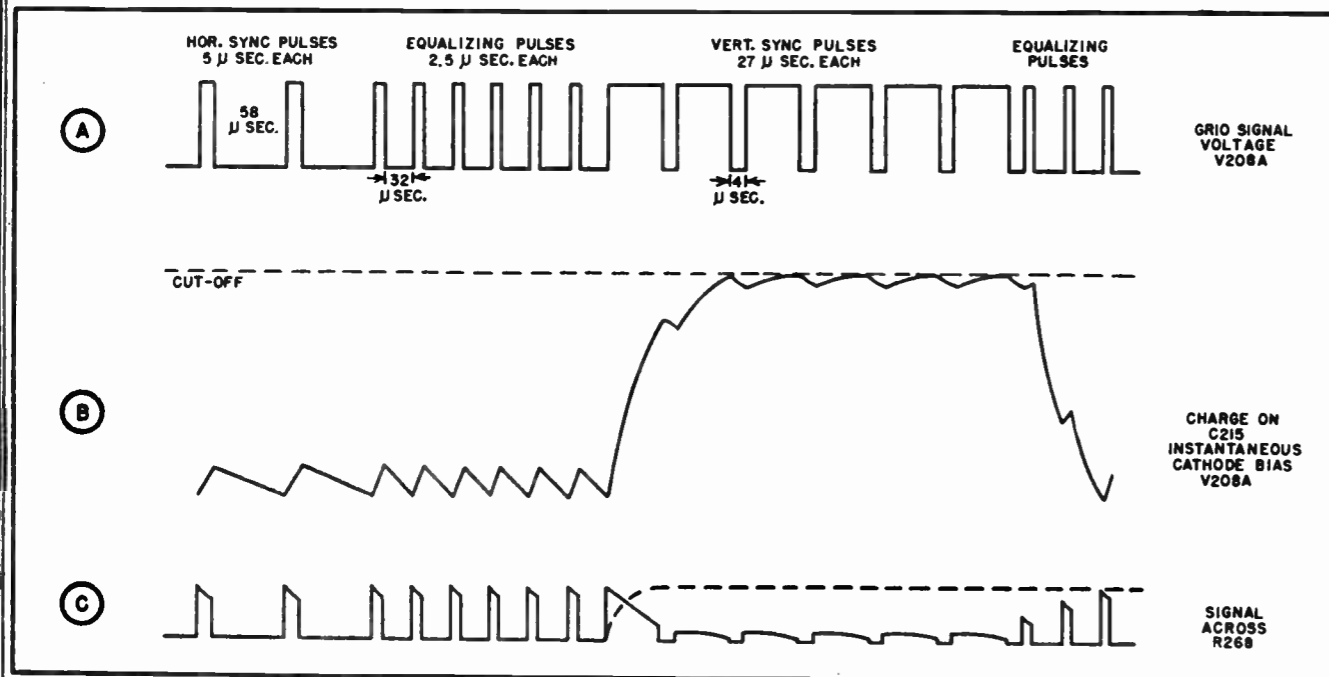 HOR. SYNC PULSES
5 µ SEC. EACH
EQUALIZING PULSES
2.5 µ SEC. EACH
VERT. SYNC PULSES
27 µ SEC. EACH
EQUALIZING
PULSES
A
58
µ SEC.
32
µ SEC.
4
µ SEC.
GRIO SIGNAL
VOLTAGE
V208A
CUT-OFF
B
CHARGE ON
C215
INSTANTANEOUS
CATHODE BIAS
V208A
C
SIGNAL
ACROSS
R268